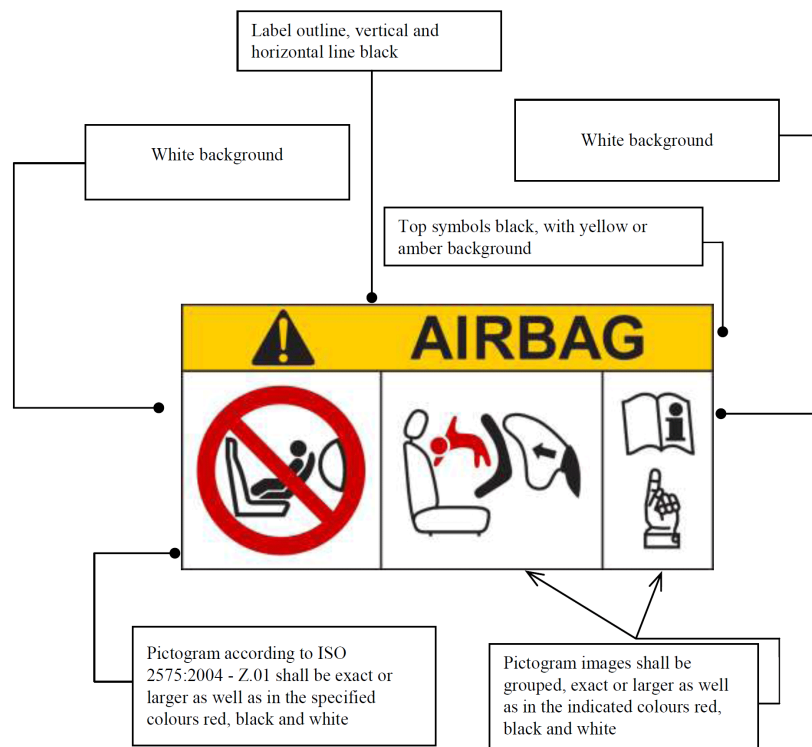 Label outline, vertical and
horizontal line black
White background
White background
Top symbols black, with yellow or
amber background
AIRBAG
Pictogram according to ISO
2575:2004 - Z.01 shall be exact or
larger as well as in the specified
colours red, black and white
Pictogram images shall be
grouped, exact or larger as well
as in the indicated colours red,
black and white